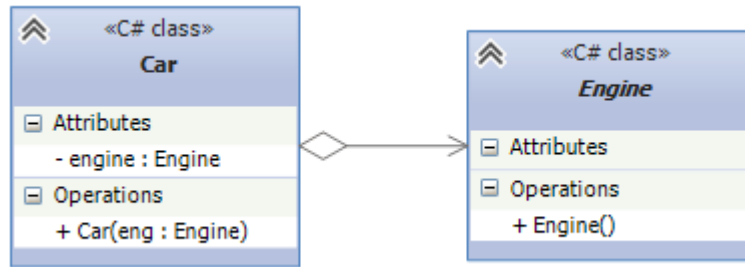 «C# class»
Car
Attributes
- engine : Engine
Operations
+ Car(eng : Engine)
«C# class»
Engine
Attributes
Operations
+ Engine()